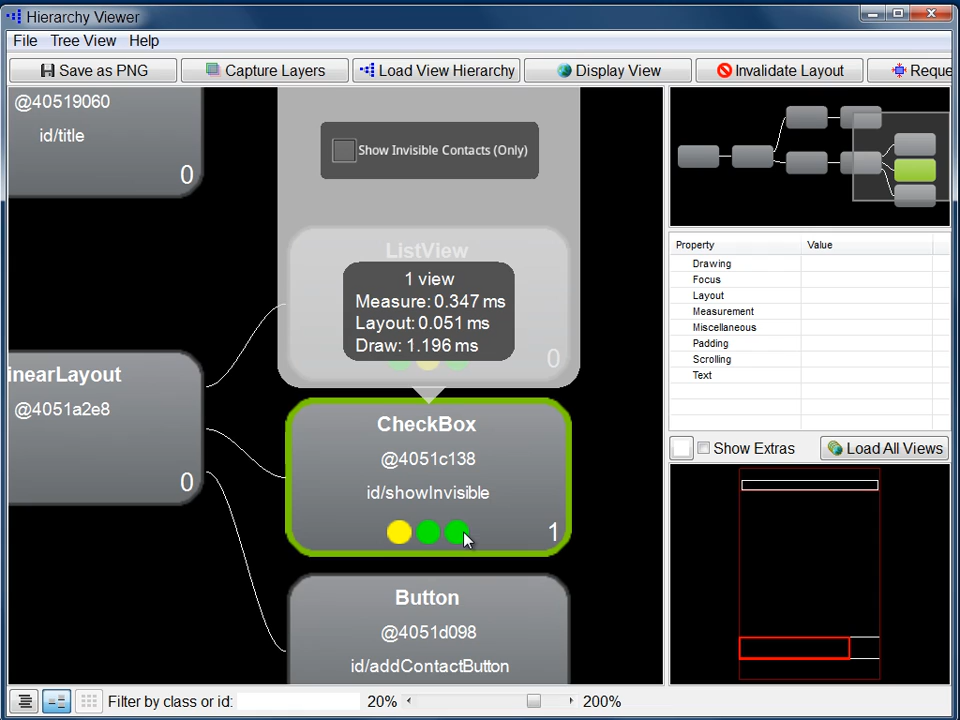 Hierarchy Viewer
File Tree View Help
Save as PNG Capture Layers Load View Hierarchy Display View Invalidate Layout Reque
@40519060
id/title
0
Show Invisible Contacts (Only)
ListView
1 view
Measure: 0.347 ms
Layout: 0.051 ms
Draw: 1.196 ms
0
inearLayout
@4051a2e8
0
CheckBox
@4051c138
id/showInvisible
1
Button
@4051d098
id/addContactButton
Property Value
Drawing
Focus
Layout
Measurement
Miscellaneous
Padding
Scrolling
Text
Show Extras Load All Views
Filter by class or id: 20% 200%